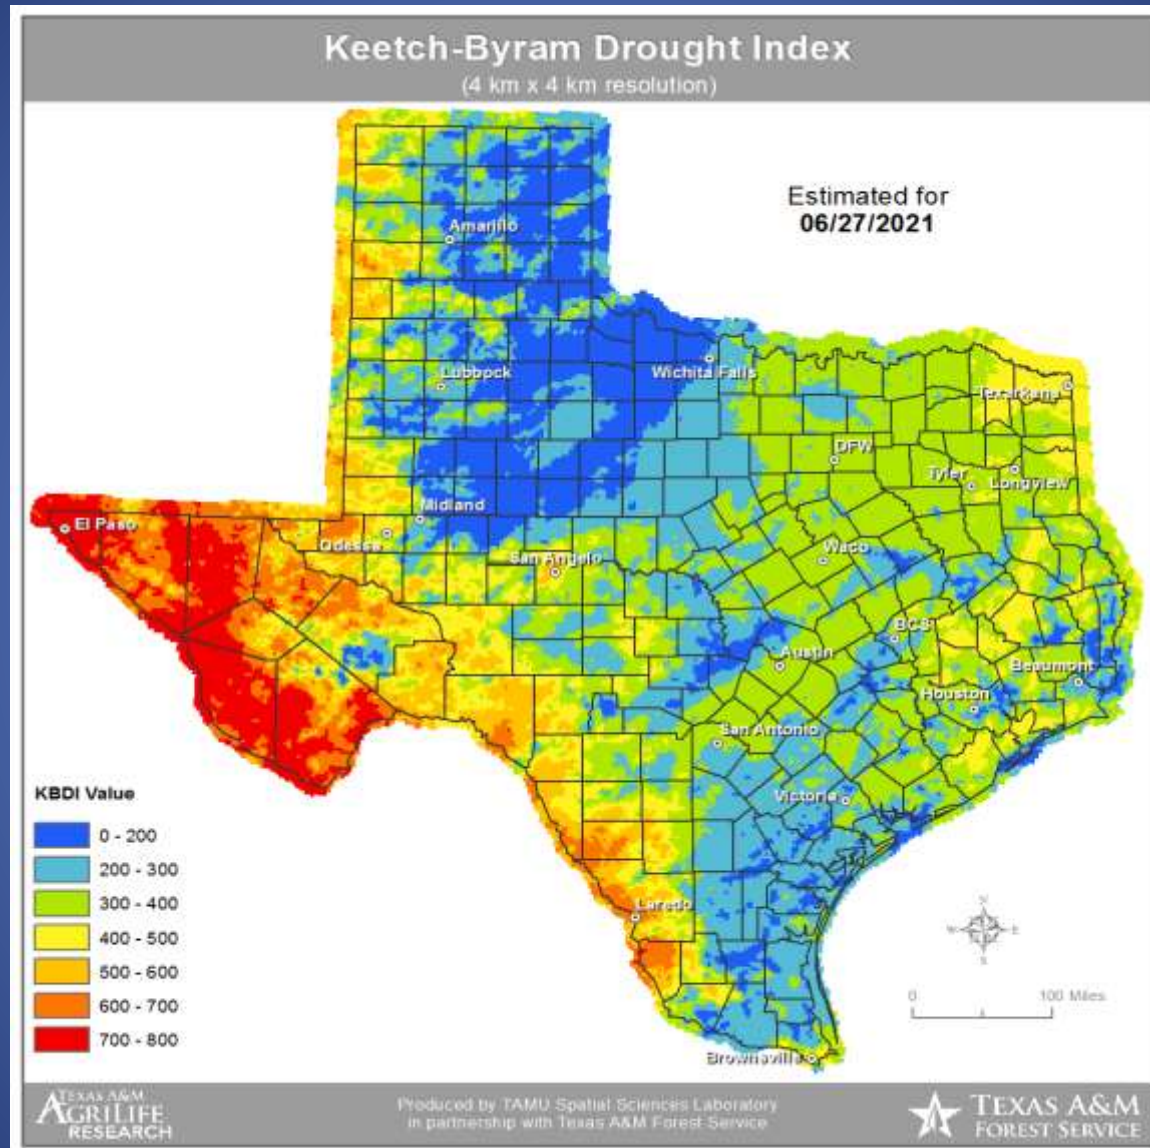 Keetch-Byram Drought Index
(4 km x 4 km resolution)
Estimated for
06/27/2021
Amarillo
Lubbock
Wichita Falls
Texarkana
DFW
Tyler
Longview
Midland
El Paso
Odessa
San Angelo
Waco
BCS
Austin
Beaumont
Houston
San Antonio
Victoria
KBDI Value
0 - 200
200 - 300
300 - 400
400 - 500
500 - 600
600 - 700
700 - 800
Laredo
N
W E
S
0 100 Miles
Brownsville
TEXAS A&M
AGRILIFE
RESEARCH
Produced by TAMU Spatial Sciences Laboratory
in partnership with Texas A&M Forest Service
TEXAS A&M
FOREST SERVICE